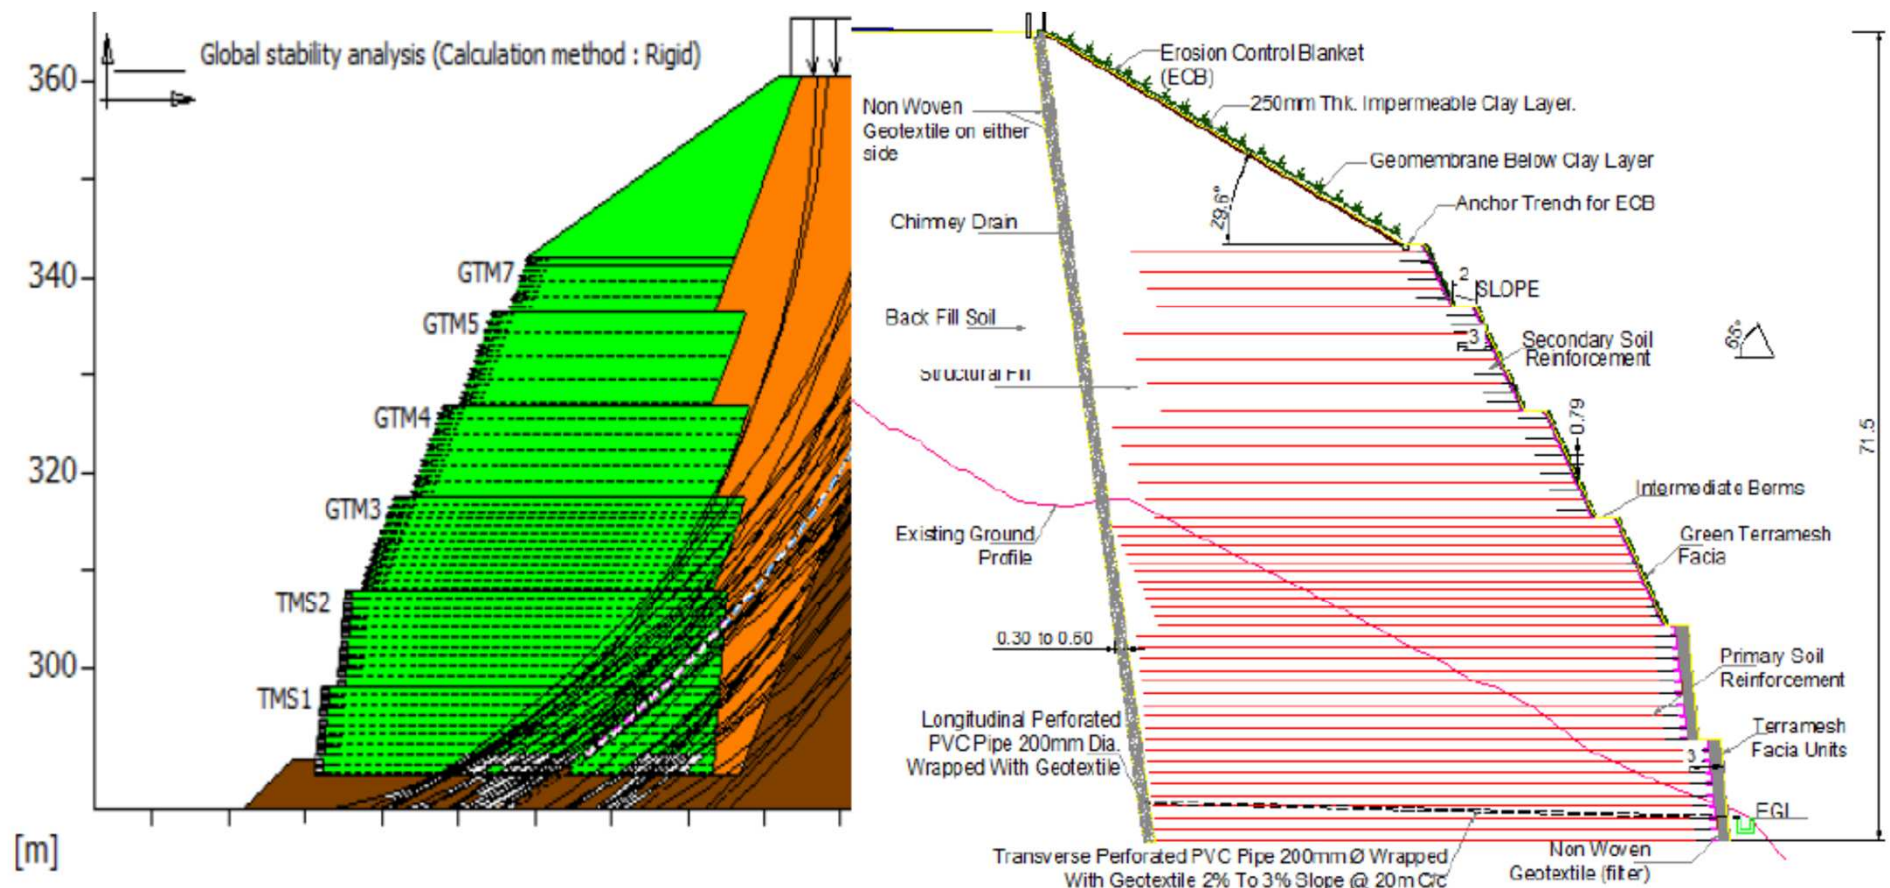 Global stability analysis (Calculation method : Rigid)
360
340
320
300
[m]
GTM7
GTM5
GTM4
GTM3
TMS2
TMS1
Erosion Control Blanket
(ECB)
250mm Thk. Impermeable Clay Layer.
Non Woven
Geotextile on either
side
Geomembrane Below Clay Layer
Anchor Trench for ECB
29.6°
Chimney Drain
2
SLOPE
3
Back Fill Soil
Secondary Soil
Reinforcement
65°
Structural Fill
0.79
71.5
Intermediate Berms
Existing Ground
Profile
Green Terramesh
Facia
0.30 to 0.60
Primary Soil
Reinforcement
Longitudinal Perforated
PVC Pipe 200mm Dia.
Wrapped With Geotextile
Terramesh
Facia Units
3
EGL
Transverse Perforated PVC Pipe 200mm Ø Wrapped
With Geotextile 2% To 3% Slope @ 20m C/c
Non Woven
Geotextile (filter)